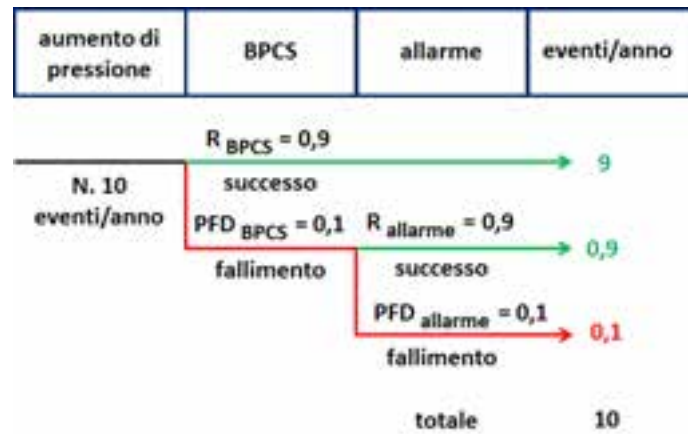 aumento di
pressione
BPCS
allarme
eventi/anno
R BPCS = 0,9
9
N. 10
eventi/anno
successo
PFD BPCS = 0,1
R allarme = 0,9
0,9
fallimento
successo
PFD allarme = 0,1
0,1
fallimento
totale
10